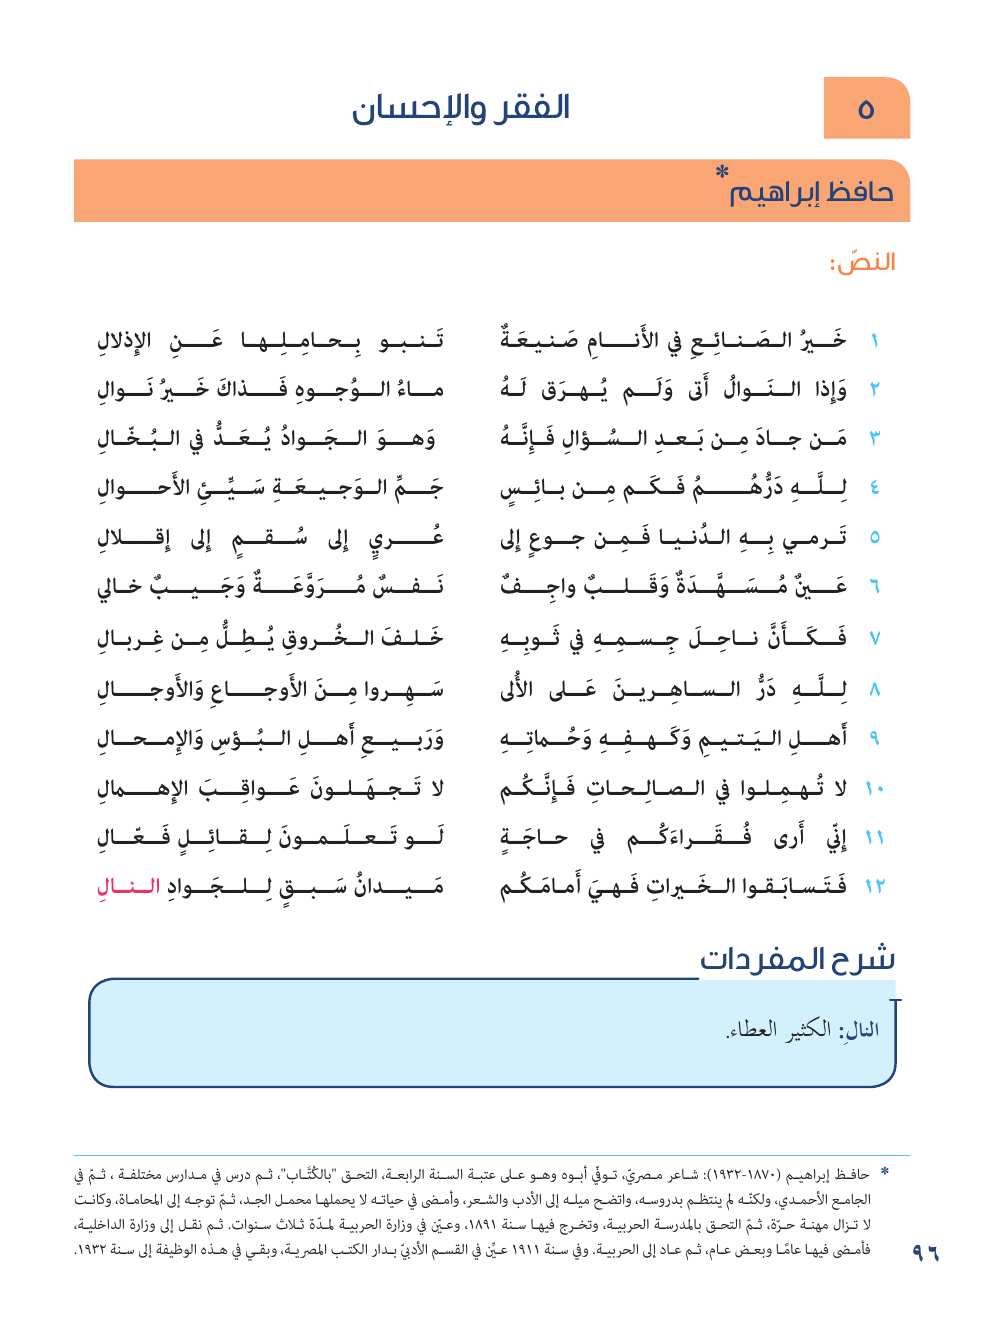 ٥
الفقر والإحسان
حافظ إبراهيم*
النصّ:
١ خَيرُ الصَنائِعِ في الأَنامِ صَنيعَةٌ تَنبو بِحامِلِها عَنِ الإِذلالِ
٢ وَإِذا النَوالُ أَتى وَلَم يُهرَق لَهُ ماءُ الوُجوهِ فَذاكَ خَيرُ نَوالِ
٣ مَن جادَ مِن بَعدِ السُؤالِ فَإِنَّهُ وَهوَ الجَوادُ يُعَدُّ في البُخّالِ
٤ لِلَّهِ دَرُّهُمُ فَكَم مِن بائِسٍ جَمِّ الوَجيعَةِ سَيِّئِ الأَحوالِ
٥ تَرمي بِهِ الدُنيا فَمِن جوعٍ إِلى عُريٍ إِلى سُقمٍ إِلى إِقلالِ
٦ عَينٌ مُسَهَّدَةٌ وَقَلبٌ واجِفٌ نَفسٌ مُرَوَّعَةٌ وَجَيبٌ خالي
٧ فَكَأَنَّ ناحِلَ جِسمِهِ في ثَوبِهِ خَلفَ الخُروقِ يُطِلُّ مِن غِربالِ
٨ لِلَّهِ دَرُّ الساهِرينَ عَلى الأُلى سَهِروا مِنَ الأَوجاعِ وَالأَوجالِ
٩ أَهلِ اليَتيمِ وَكَهفِهِ وَحُماتِهِ وَرَبيعِ أَهلِ البُؤسِ وَالإِمحالِ
١٠ لا تُهمِلوا في الصالِحاتِ فَإِنَّكُم لا تَجهَلونَ عَواقِبَ الإِهمالِ
١١ إِنّي أَرى فُقَراءَكُم في حاجَةٍ لَو تَعلَمونَ لِقائِلٍ فَعّالِ
١٢ فَتَسابَقوا الخَيراتِ فَهيَ أَمامَكُم مَيدانُ سَبقٍ لِلجَوادِ النالِ
شرح المفردات
النالِ: الكثير العطاء.
* حافظ إبراهيم (١٨٧٠-١٩٣٢): شاعر مصريّ، توفّي أبوه وهو على عتبة السنة الرابعة، التحق "بالكُتَّاب"، ثم درس في مدارس مختلفة ، ثمّ في
الجامع الأحمدي، ولكنّه لم ينتظم بدروسه، واتضح ميله إلى الأدب والشعر، وأمضى في حياته لا يحملها محمل الجد، ثمّ توجه إلى المحاماة، وكانت
لا تزال مهنة حرّة، ثمّ التحق بالمدرسة الحربية، وتخرج فيها سنة ١٨٩١، وعيّن في وزارة الحربية لمدّة ثلاث سنوات. ثم نقل إلى وزارة الداخلية،
فأمضى فيها عامًا وبعض عام، ثم عاد إلى الحربية. وفي سنة ١٩١١ عيِّن في القسم الأدبيّ بدار الكتب المصرية، وبقي في هذه الوظيفة إلى سنة ١٩٣٢.
٩٦